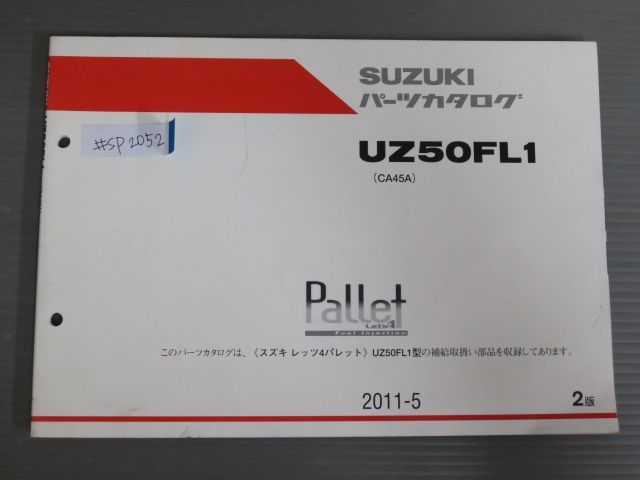 SUZUKI
パーツカタログ
#SP2052
UZ50FL1
(CA45A)
Pallet
Let's4
Fuel Injection
このパーツカタログは、《スズキ レッツ4パレット》UZ50FL1型の補給取扱い部品を収録してあります。
2011-5
2版